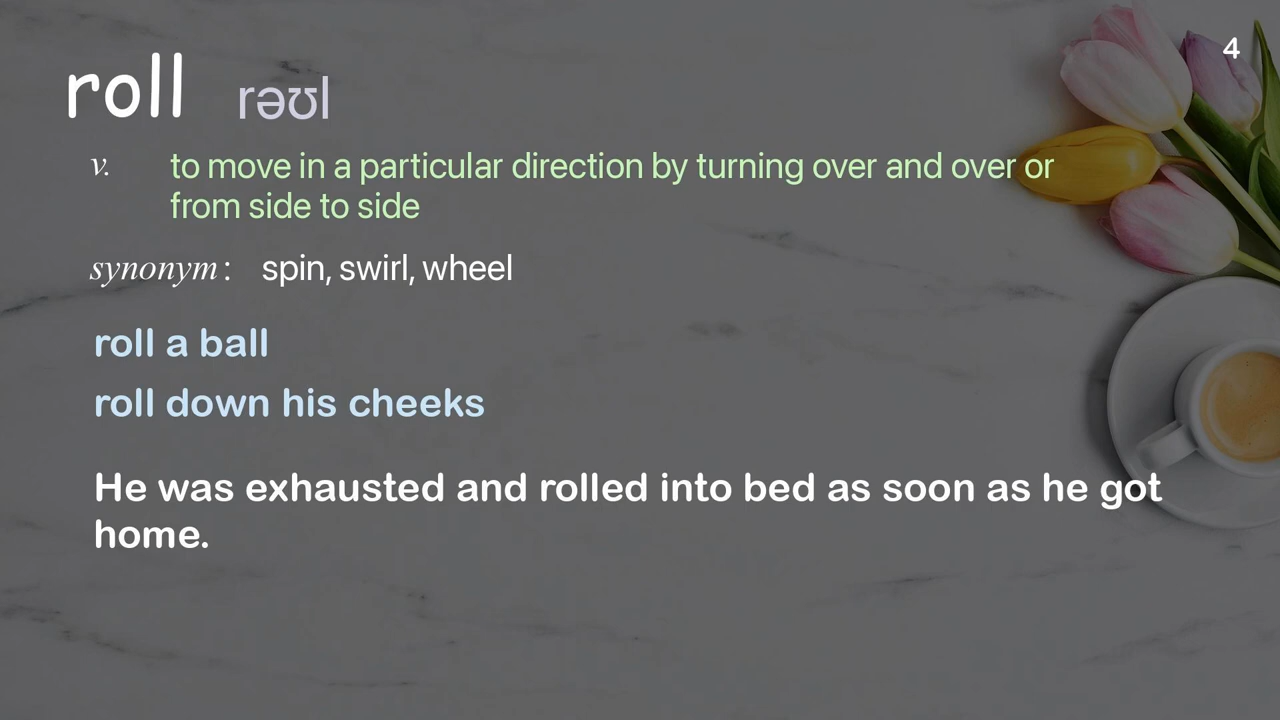 4
roll rəʊl
v. to move in a particular direction by turning over and over or
from side to side
synonym: spin, swirl, wheel
roll a ball
roll down his cheeks
He was exhausted and rolled into bed as soon as he got
home.